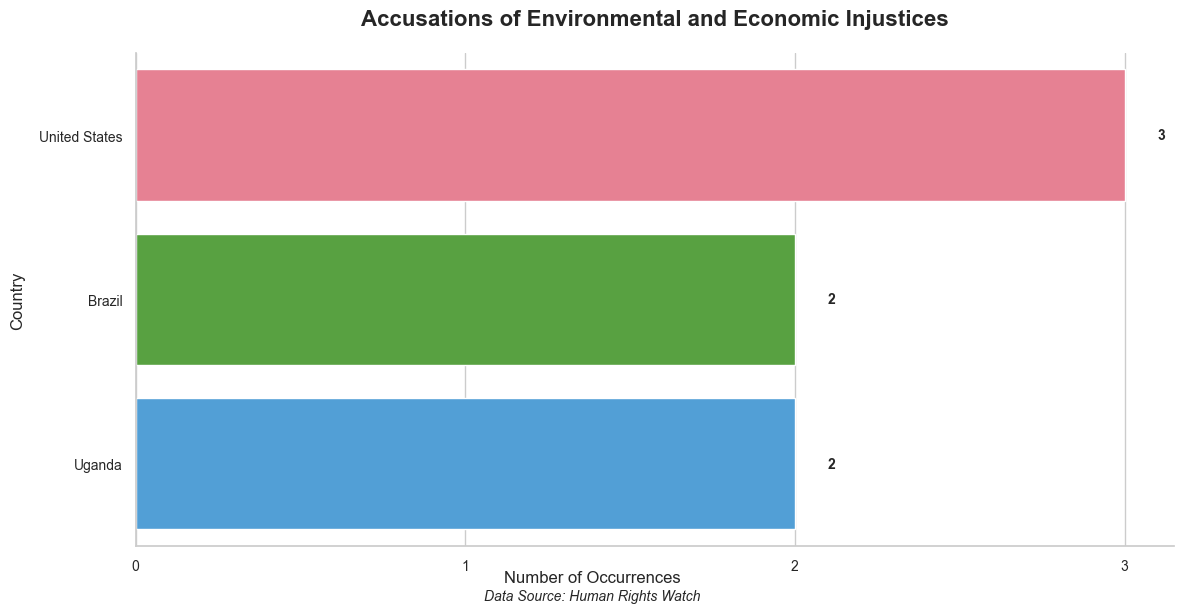 Accusations of Environmental and Economic Injustices
United States
3
Brazil
2
Country
Uganda
2
0 1 2 3
Number of Occurrences
Data Source: Human Rights Watch